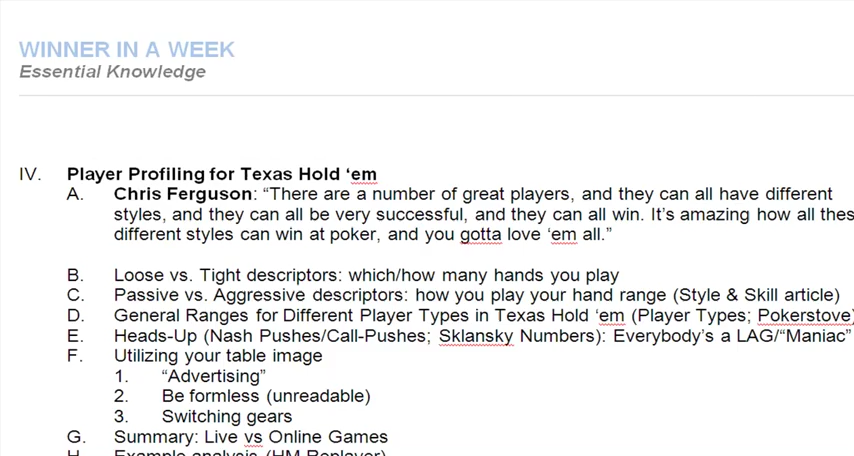 WINNER IN A WEEK
Essential Knowledge
IV. Player Profiling for Texas Hold ‘em
A. Chris Ferguson: “There are a number of great players, and they can all have different
styles, and they can all be very successful, and they can all win. It’s amazing how all thes
different styles can win at poker, and you gotta love ‘em all.”
B. Loose vs. Tight descriptors: which/how many hands you play
C. Passive vs. Aggressive descriptors: how you play your hand range (Style & Skill article)
D. General Ranges for Different Player Types in Texas Hold ‘em (Player Types; Pokerstove)
E. Heads-Up (Nash Pushes/Call-Pushes; Sklansky Numbers): Everybody’s a LAG/“Maniac”
F. Utilizing your table image
1. “Advertising”
2. Be formless (unreadable)
3. Switching gears
G. Summary: Live vs Online Games
H. Example analysis (HM Replayer)